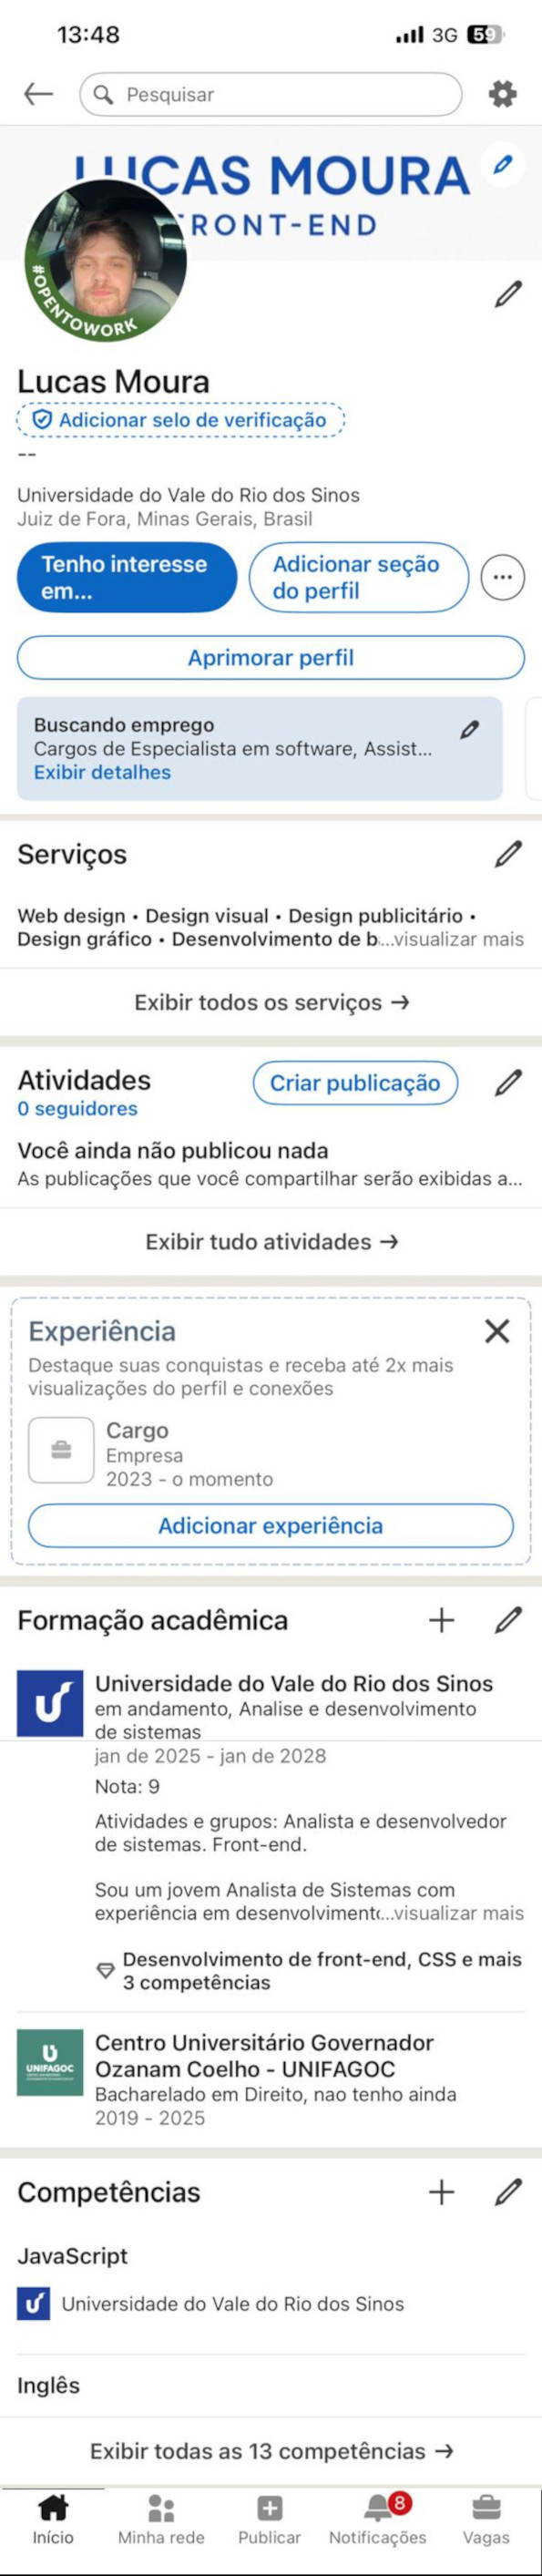 13:48
3G 59
Pesquisar
LUCAS MOURA
FRONT-END
#OPENTOWORK
Lucas Moura
Adicionar selo de verificação
--
Universidade do Vale do Rio dos Sinos
Juiz de Fora, Minas Gerais, Brasil
Tenho interesse
em...
Adicionar seção
do perfil
Aprimorar perfil
Buscando emprego
Cargos de Especialista em software, Assist...
Exibir detalhes
Serviços
Web design • Design visual • Design publicitário •
Design gráfico • Desenvolvimento de b...visualizar mais
Exibir todos os serviços →
Atividades
0 seguidores
Criar publicação
Você ainda não publicou nada
As publicações que você compartilhar serão exibidas a...
Exibir tudo atividades →
Experiência
Destaque suas conquistas e receba até 2x mais
visualizações do perfil e conexões
Cargo
Empresa
2023 - o momento
Adicionar experiência
Formação acadêmica
Universidade do Vale do Rio dos Sinos
em andamento, Analise e desenvolvimento
de sistemas
jan de 2025 - jan de 2028
Nota: 9
Atividades e grupos: Analista e desenvolvedor
de sistemas. Front-end.
Sou um jovem Analista de Sistemas com
experiência em desenvolviment...visualizar mais
Desenvolvimento de front-end, CSS e mais
3 competências
UNIFAGOC
Centro Universitário Governador
Ozanam Coelho - UNIFAGOC
Bacharelado em Direito, nao tenho ainda
2019 - 2025
Competências
JavaScript
Universidade do Vale do Rio dos Sinos
Inglês
Exibir todas as 13 competências →
8
Início
Minha rede
Publicar
Notificações
Vagas